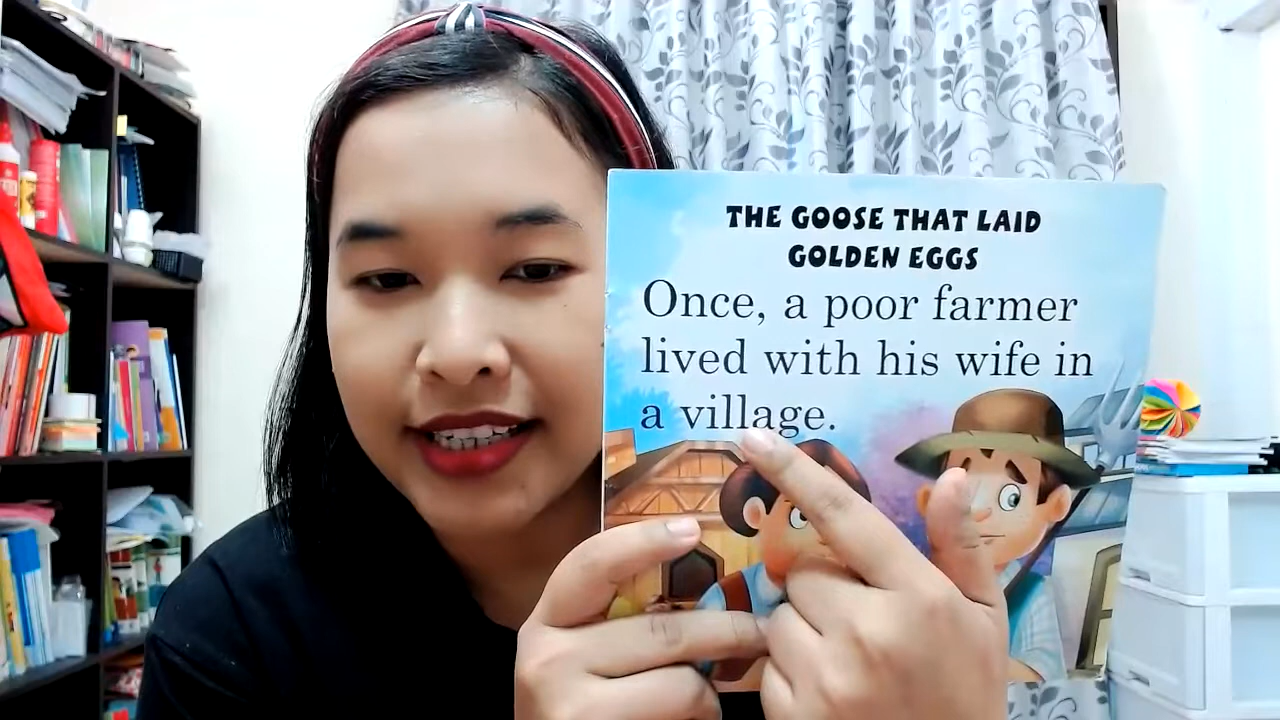 THE GOOSE THAT LAID
GOLDEN EGGS
Once, a poor farmer
lived with his wife in
a village.